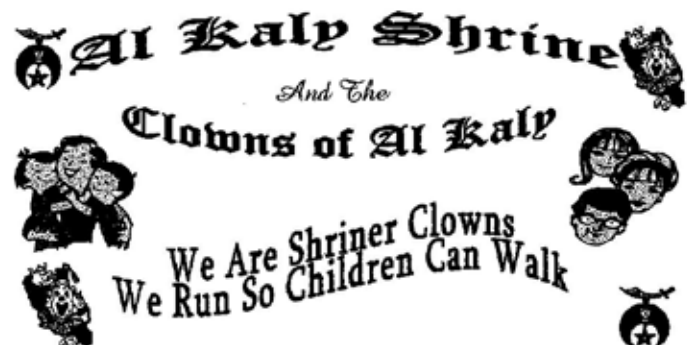 Al Kaly Shrine
And The
Clowns of Al Kaly
We Are Shriner Clowns
We Run So Children Can Walk